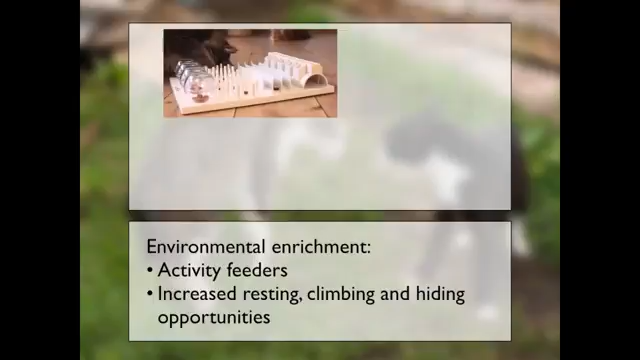 Environmental enrichment:
• Activity feeders
• Increased resting, climbing and hiding
opportunities